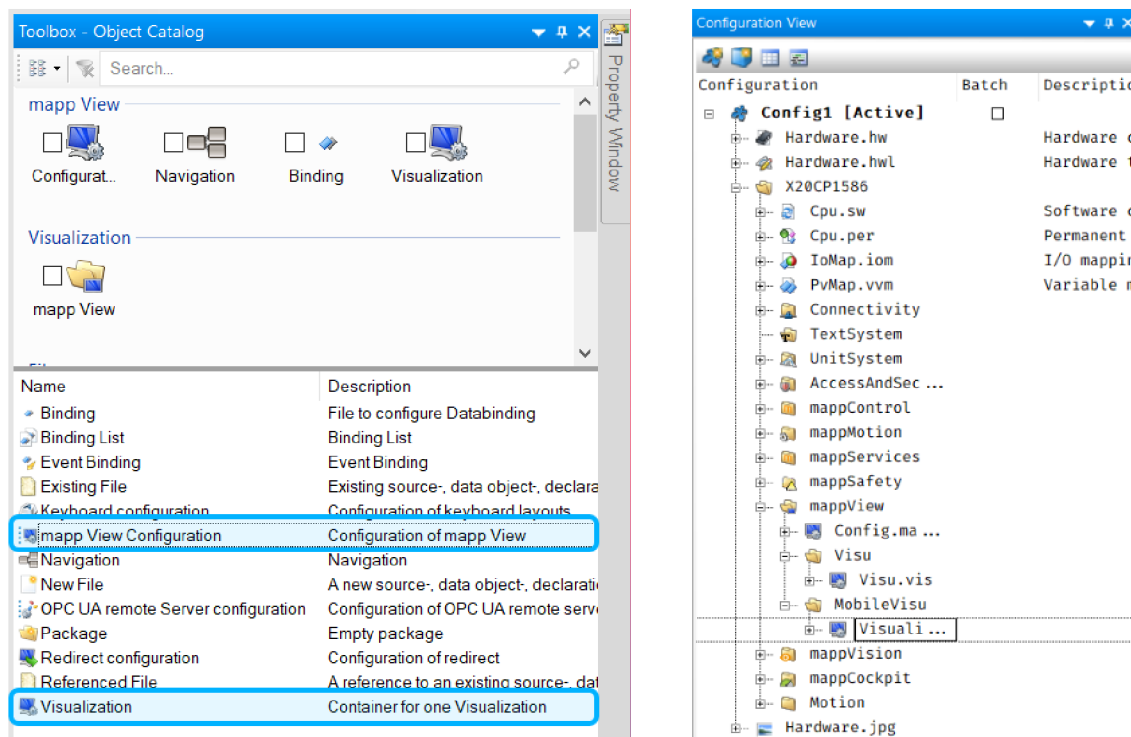 Toolbox - Object Catalog
Search...
mapp View
Configurat... Navigation Binding Visualization
Visualization
mapp View
Name Description
Binding File to configure Databinding
Binding List Binding List
Event Binding Event Binding
Existing File Existing source-, data object-, declara
Keyboard configuration Configuration of keyboard layouts
mapp View Configuration Configuration of mapp View
Navigation Navigation
New File A new source-, data object-, declarati
OPC UA remote Server configuration Configuration of OPC UA remote serv
Package Empty package
Redirect configuration Configuration of redirect
Referenced File A reference to an existing source-, dat
Visualization Container for one Visualization
Property Window
Configuration View
Configuration Batch Descriptio
Config1 [Active]
Hardware.hw Hardware c
Hardware.hwl Hardware t
X20CP1586
Cpu.sw Software c
Cpu.per Permanent
IoMap.iom I/O mappin
PvMap.vvm Variable m
Connectivity
TextSystem
UnitSystem
AccessAndSec ...
mappControl
mappMotion
mappServices
mappSafety
mappView
Config.ma ...
Visu
Visu.vis
MobileVisu
Visuali ...
mappVision
mappCockpit
Motion
Hardware.jpg